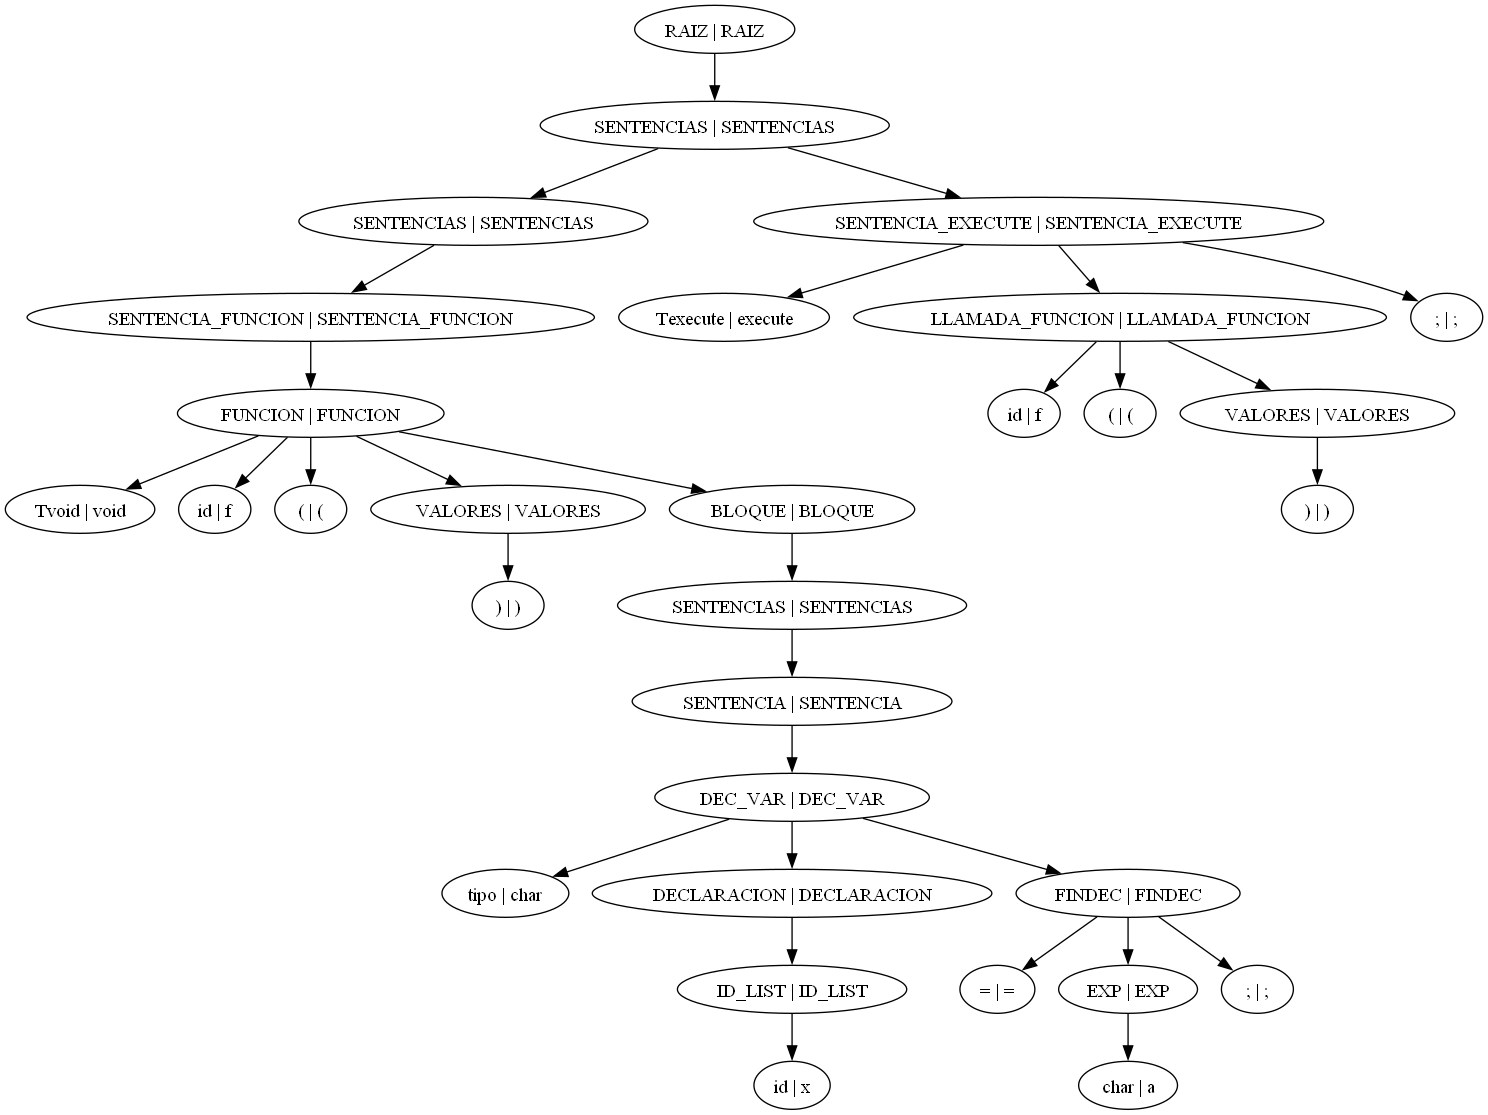 RAIZ | RAIZ
SENTENCIAS | SENTENCIAS
SENTENCIAS | SENTENCIAS
SENTENCIA_EXECUTE | SENTENCIA_EXECUTE
SENTENCIA_FUNCION | SENTENCIA_FUNCION
Texecute | execute
LLAMADA_FUNCION | LLAMADA_FUNCION
; | ;
FUNCION | FUNCION
id | f
( | (
VALORES | VALORES
Tvoid | void
id | f
( | (
VALORES | VALORES
BLOQUE | BLOQUE
) | )
) | )
SENTENCIAS | SENTENCIAS
SENTENCIA | SENTENCIA
DEC_VAR | DEC_VAR
tipo | char
DECLARACION | DECLARACION
FINDEC | FINDEC
ID_LIST | ID_LIST
= | =
EXP | EXP
; | ;
id | x
char | a